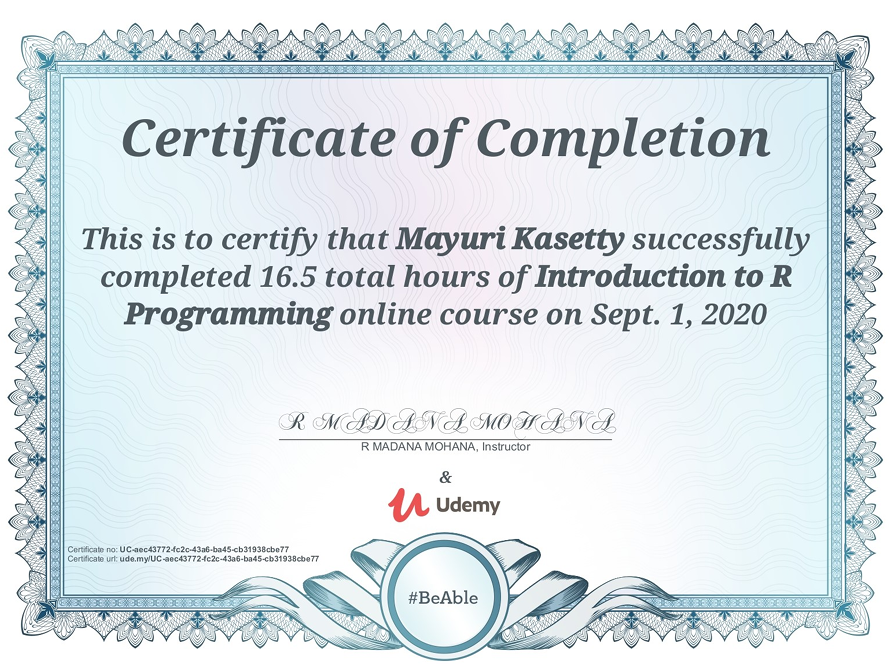 Certificate of Completion
This is to certify that Mayuri Kasetty successfully
completed 16.5 total hours of Introduction to R
Programming online course on Sept. 1, 2020
R MADANA MOHANA
R MADANA MOHANA, Instructor
&
Udemy
Certificate no: UC-aec43772-fc2c-43a6-ba45-cb31938cbe77
Certificate url: ude.my/UC-aec43772-fc2c-43a6-ba45-cb31938cbe77
#BeAble